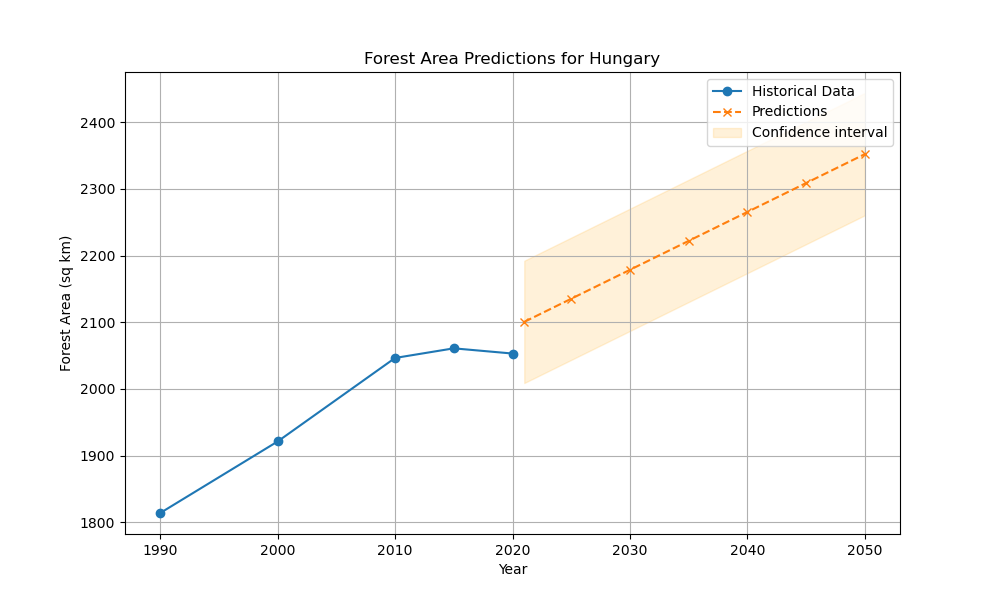 Forest Area Predictions for Hungary
Historical Data
Predictions
Confidence interval
2400
2300
2200
2100
2000
1900
1800
Forest Area (sq km)
1990 2000 2010 2020 2030 2040 2050
Year